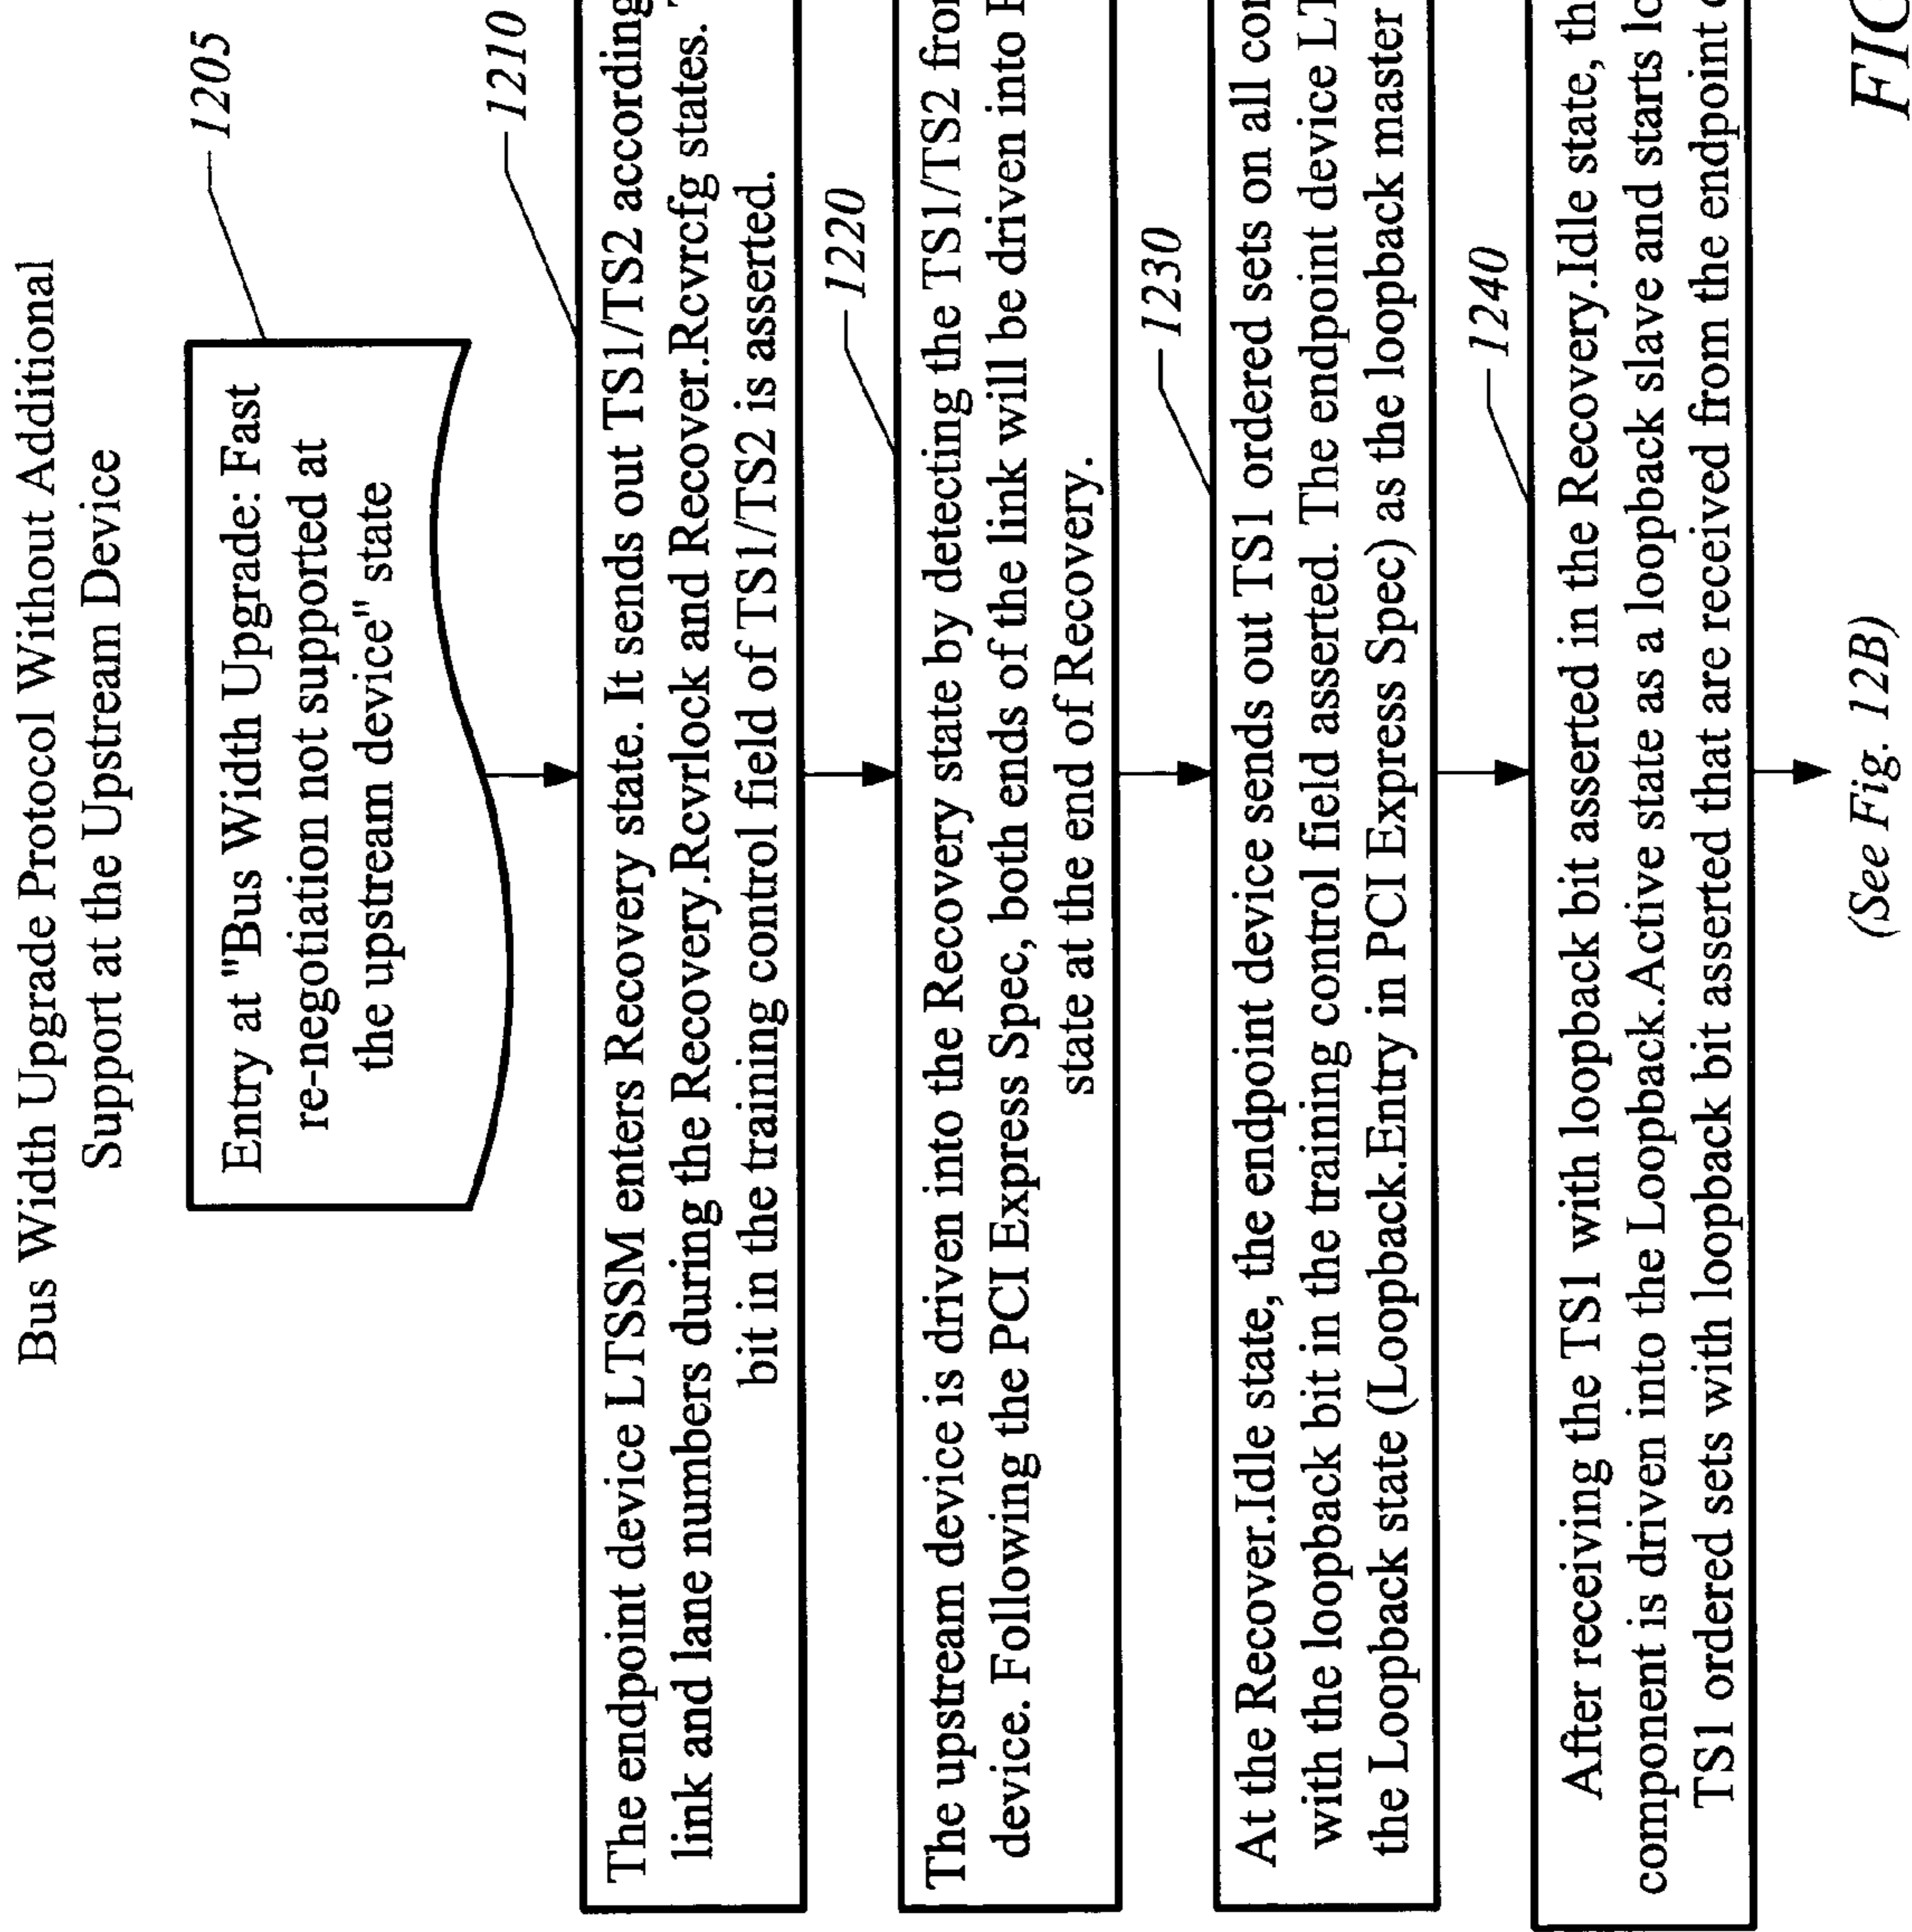 Bus Width Upgrade Protocol Without Additional
Support at the Upstream Device
1205
Entry at "Bus Width Upgrade: Fast
re-negotiation not supported at
the upstream device" state
1210
The endpoint device LTSSM enters Recovery state. It sends out TS1/TS2 according
link and lane numbers during the Recovery.Rcvrlock and Recover.Rcvrcfg states.
bit in the training control field of TS1/TS2 is asserted.
1220
The upstream device is driven into the Recovery state by detecting the TS1/TS2 from
device. Following the PCI Express Spec, both ends of the link will be driven into
state at the end of Recovery.
1230
At the Recover.Idle state, the endpoint device sends out TS1 ordered sets on all
with the loopback bit in the training control field asserted. The endpoint device
the Loopback state (Loopback.Entry in PCI Express Spec) as the loopback master
1240
After receiving the TS1 with loopback bit asserted in the Recovery.Idle state,
component is driven into the Loopback.Active state as a loopback slave and starts
TS1 ordered sets with loopback bit asserted that are received from the endpoint
(See Fig. 12B)